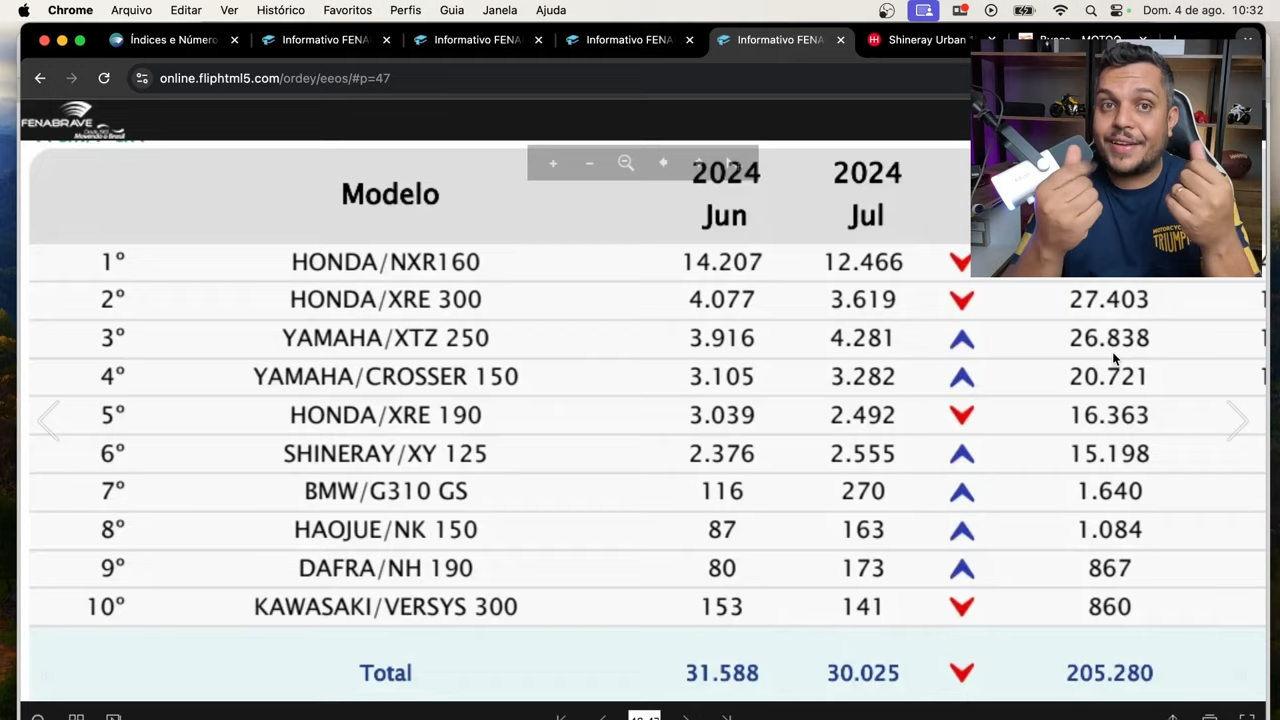 Chrome Arquivo Editar Ver Histórico Favoritos Perfis Guia Janela Ajuda Dom. 4 de ago. 10:32
Índices e Número Informativo FENA Informativo FENA Informativo FENA Informativo FENA Shineray Urban
online.fliphtml5.com/ordey/eeos/#p=47
FENABRAVE
Movendo o Brasil
MOTORCYCLES
TRIUMPH
Modelo 2024 2024
Jun Jul
1º HONDA/NXR160 14.207 12.466
2º HONDA/XRE 300 4.077 3.619 27.403
3º YAMAHA/XTZ 250 3.916 4.281 26.838
4º YAMAHA/CROSSER 150 3.105 3.282 20.721
5º HONDA/XRE 190 3.039 2.492 16.363
6º SHINERAY/XY 125 2.376 2.555 15.198
7º BMW/G310 GS 116 270 1.640
8º HAOJUE/NK 150 87 163 1.084
9º DAFRA/NH 190 80 173 867
10º KAWASAKI/VERSYS 300 153 141 860
Total 31.588 30.025 205.280